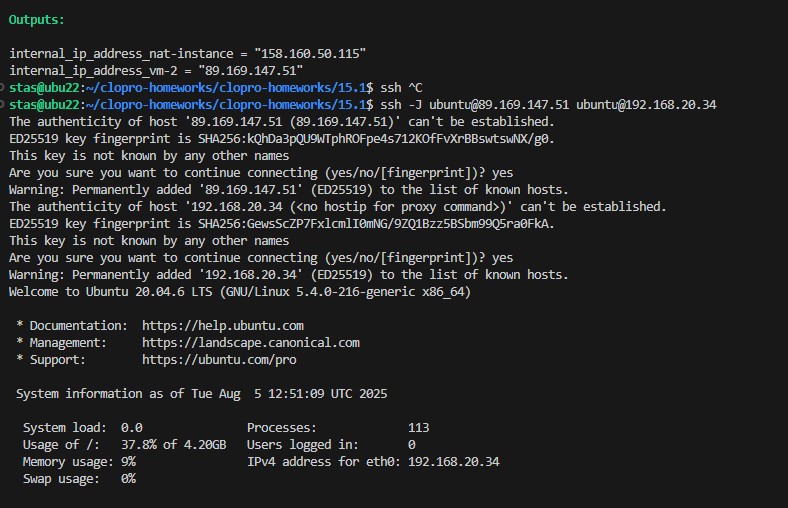 Outputs:
internal_ip_address_nat-instance = "158.160.50.115"
internal_ip_address_vm-2 = "89.169.147.51"
stas@ubu22:~/clopro-homeworks/clopro-homeworks/15.1$ ssh ^C
stas@ubu22:~/clopro-homeworks/clopro-homeworks/15.1$ ssh -J ubuntu@89.169.147.51 ubuntu@192.168.20.34
The authenticity of host '89.169.147.51 (89.169.147.51)' can't be established.
ED25519 key fingerprint is SHA256:kQhDa3pQU9WTphROFpe4s712KOfFvXrBBswtswNX/g0.
This key is not known by any other names
Are you sure you want to continue connecting (yes/no/[fingerprint])? yes
Warning: Permanently added '89.169.147.51' (ED25519) to the list of known hosts.
The authenticity of host '192.168.20.34 (<no hostip for proxy command>)' can't be established.
ED25519 key fingerprint is SHA256:GewsScZP7FxlcmlI0mNG/9ZQ1Bzz5BSbm99Q5ra0FkA.
This key is not known by any other names
Are you sure you want to continue connecting (yes/no/[fingerprint])? yes
Warning: Permanently added '192.168.20.34' (ED25519) to the list of known hosts.
Welcome to Ubuntu 20.04.6 LTS (GNU/Linux 5.4.0-216-generic x86_64)
* Documentation:  https://help.ubuntu.com
* Management:     https://landscape.canonical.com
* Support:        https://ubuntu.com/pro
System information as of Tue Aug  5 12:51:09 UTC 2025
System load:  0.0                Processes:             113
Usage of /:   37.8% of 4.20GB   Users logged in:       0
Memory usage: 9%                 IPv4 address for eth0: 192.168.20.34
Swap usage:   0%